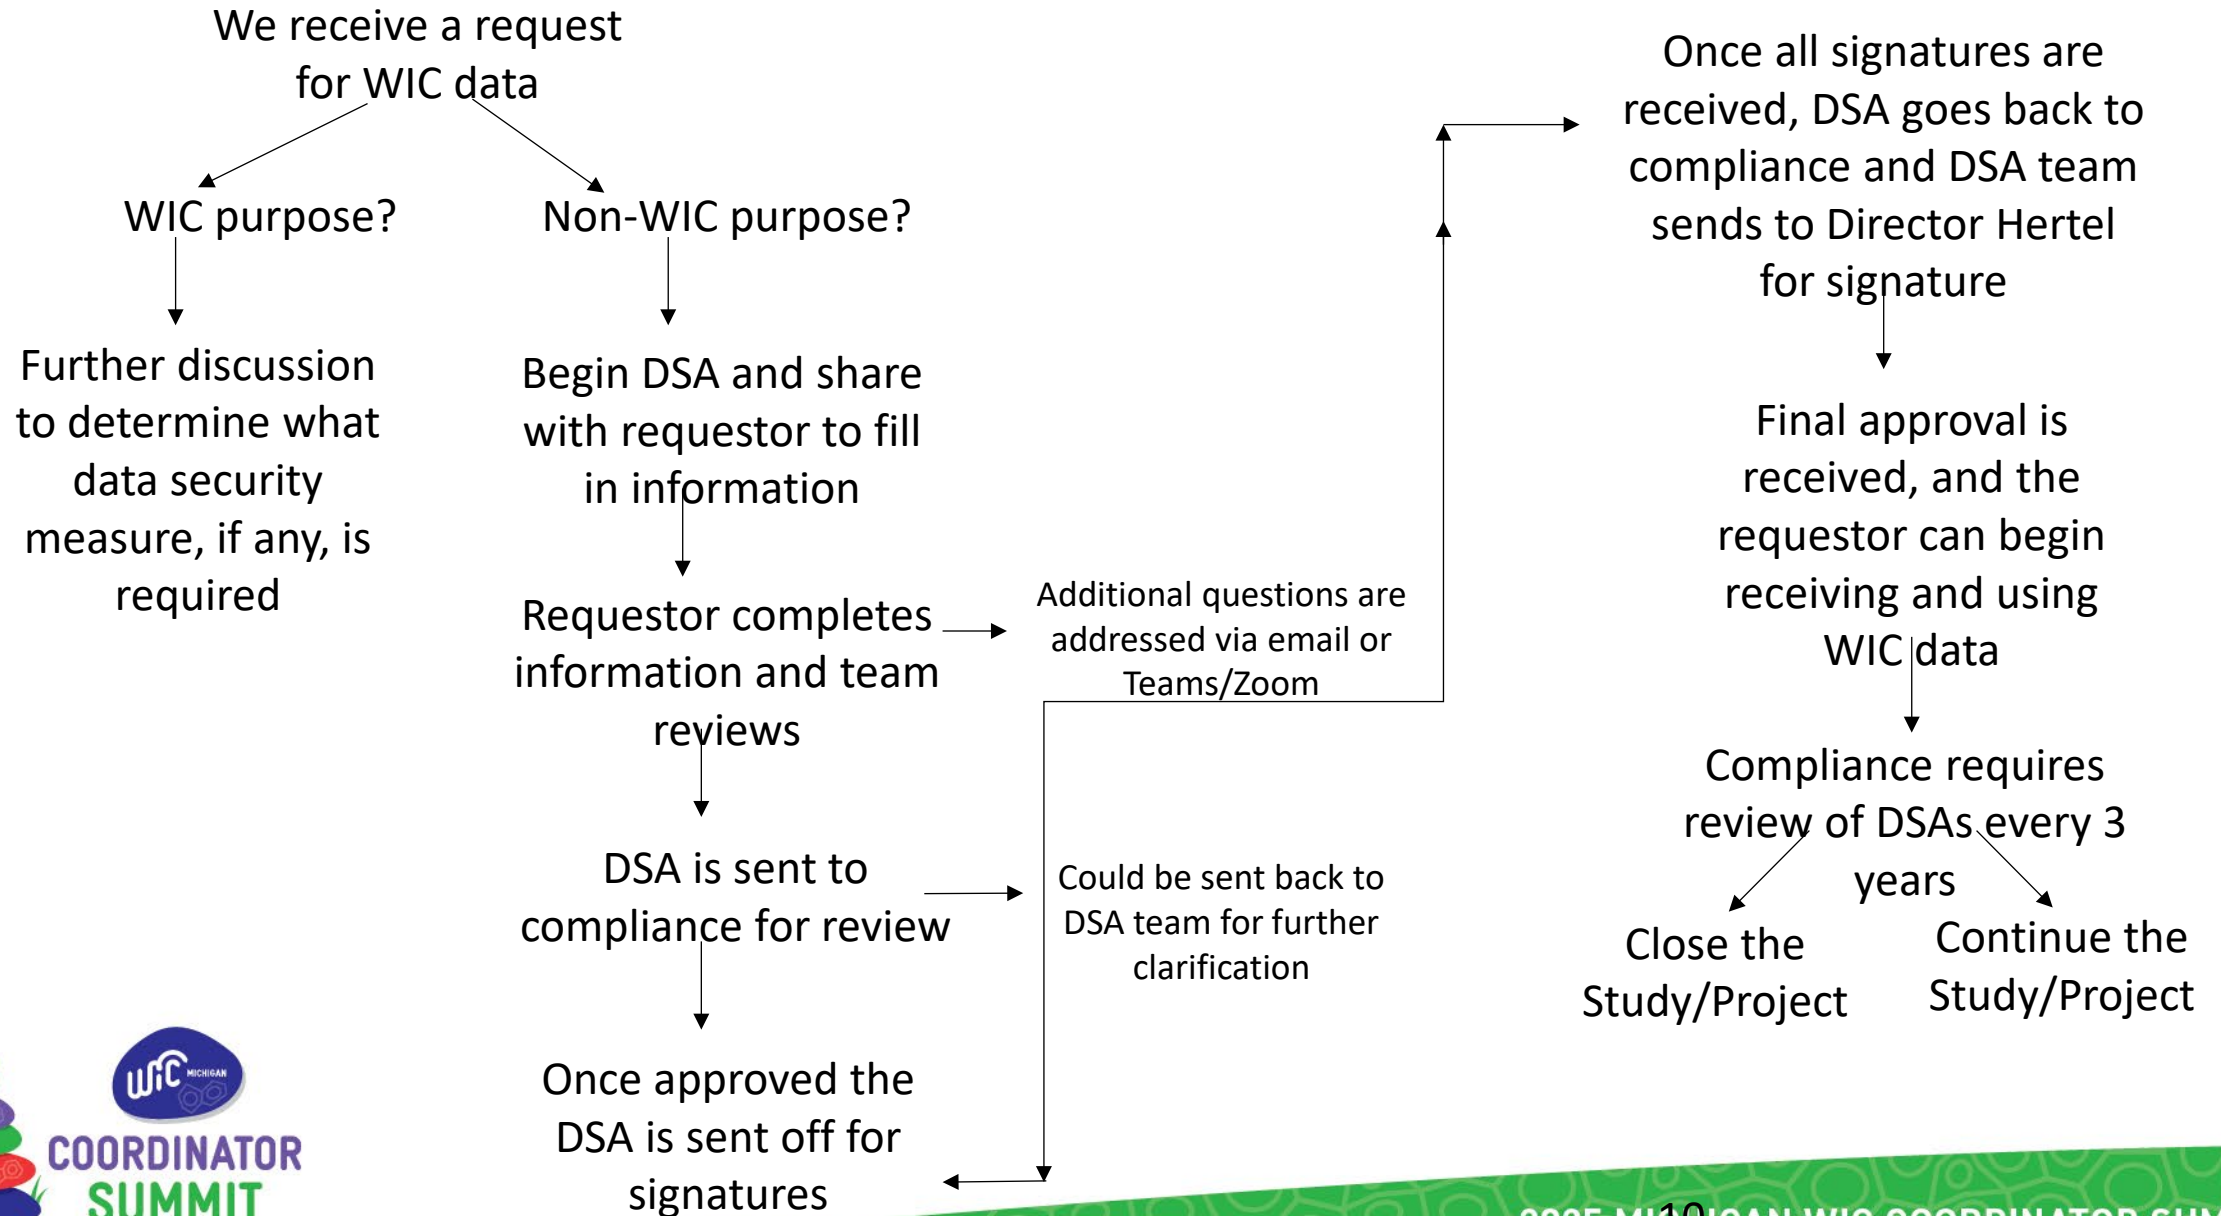 We receive a request
for WIC data
WIC purpose?
Non-WIC purpose?
Further discussion
to determine what
data security
measure, if any, is
required
Begin DSA and share
with requestor to fill
in information
Requestor completes
information and team
reviews
Additional questions are
addressed via email or
Teams/Zoom
DSA is sent to
compliance for review
Could be sent back to
DSA team for further
clarification
Once approved the
DSA is sent off for
signatures
Once all signatures are
received, DSA goes back to
compliance and DSA team
sends to Director Hertel
for signature
Final approval is
received, and the
requestor can begin
receiving and using
WIC data
Compliance requires
review of DSAs every 3
years
Close the
Study/Project
Continue the
Study/Project
WIC MICHIGAN
COORDINATOR
SUMMIT
10
WIC COORDINATOR